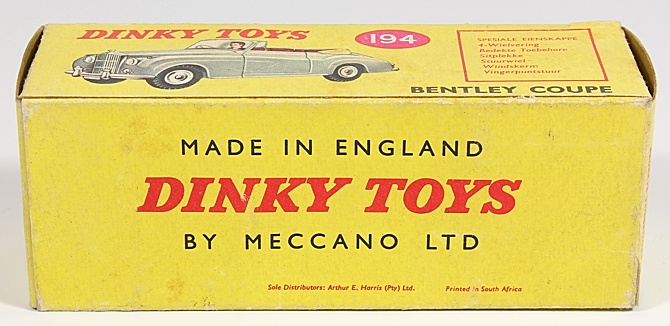 DINKY TOYS
194
SPESIALE EIENSKAPPE
4-Wielvering
Bedekte Toebehore
Sitplekke
Stuurwiel
Windskerm
Vingerpuntstuur
BENTLEY COUPE
MADE IN ENGLAND
DINKY TOYS
BY MECCANO LTD
Sole Distributors: Arthur E. Harris (Pty) Ltd.
Printed in South Africa